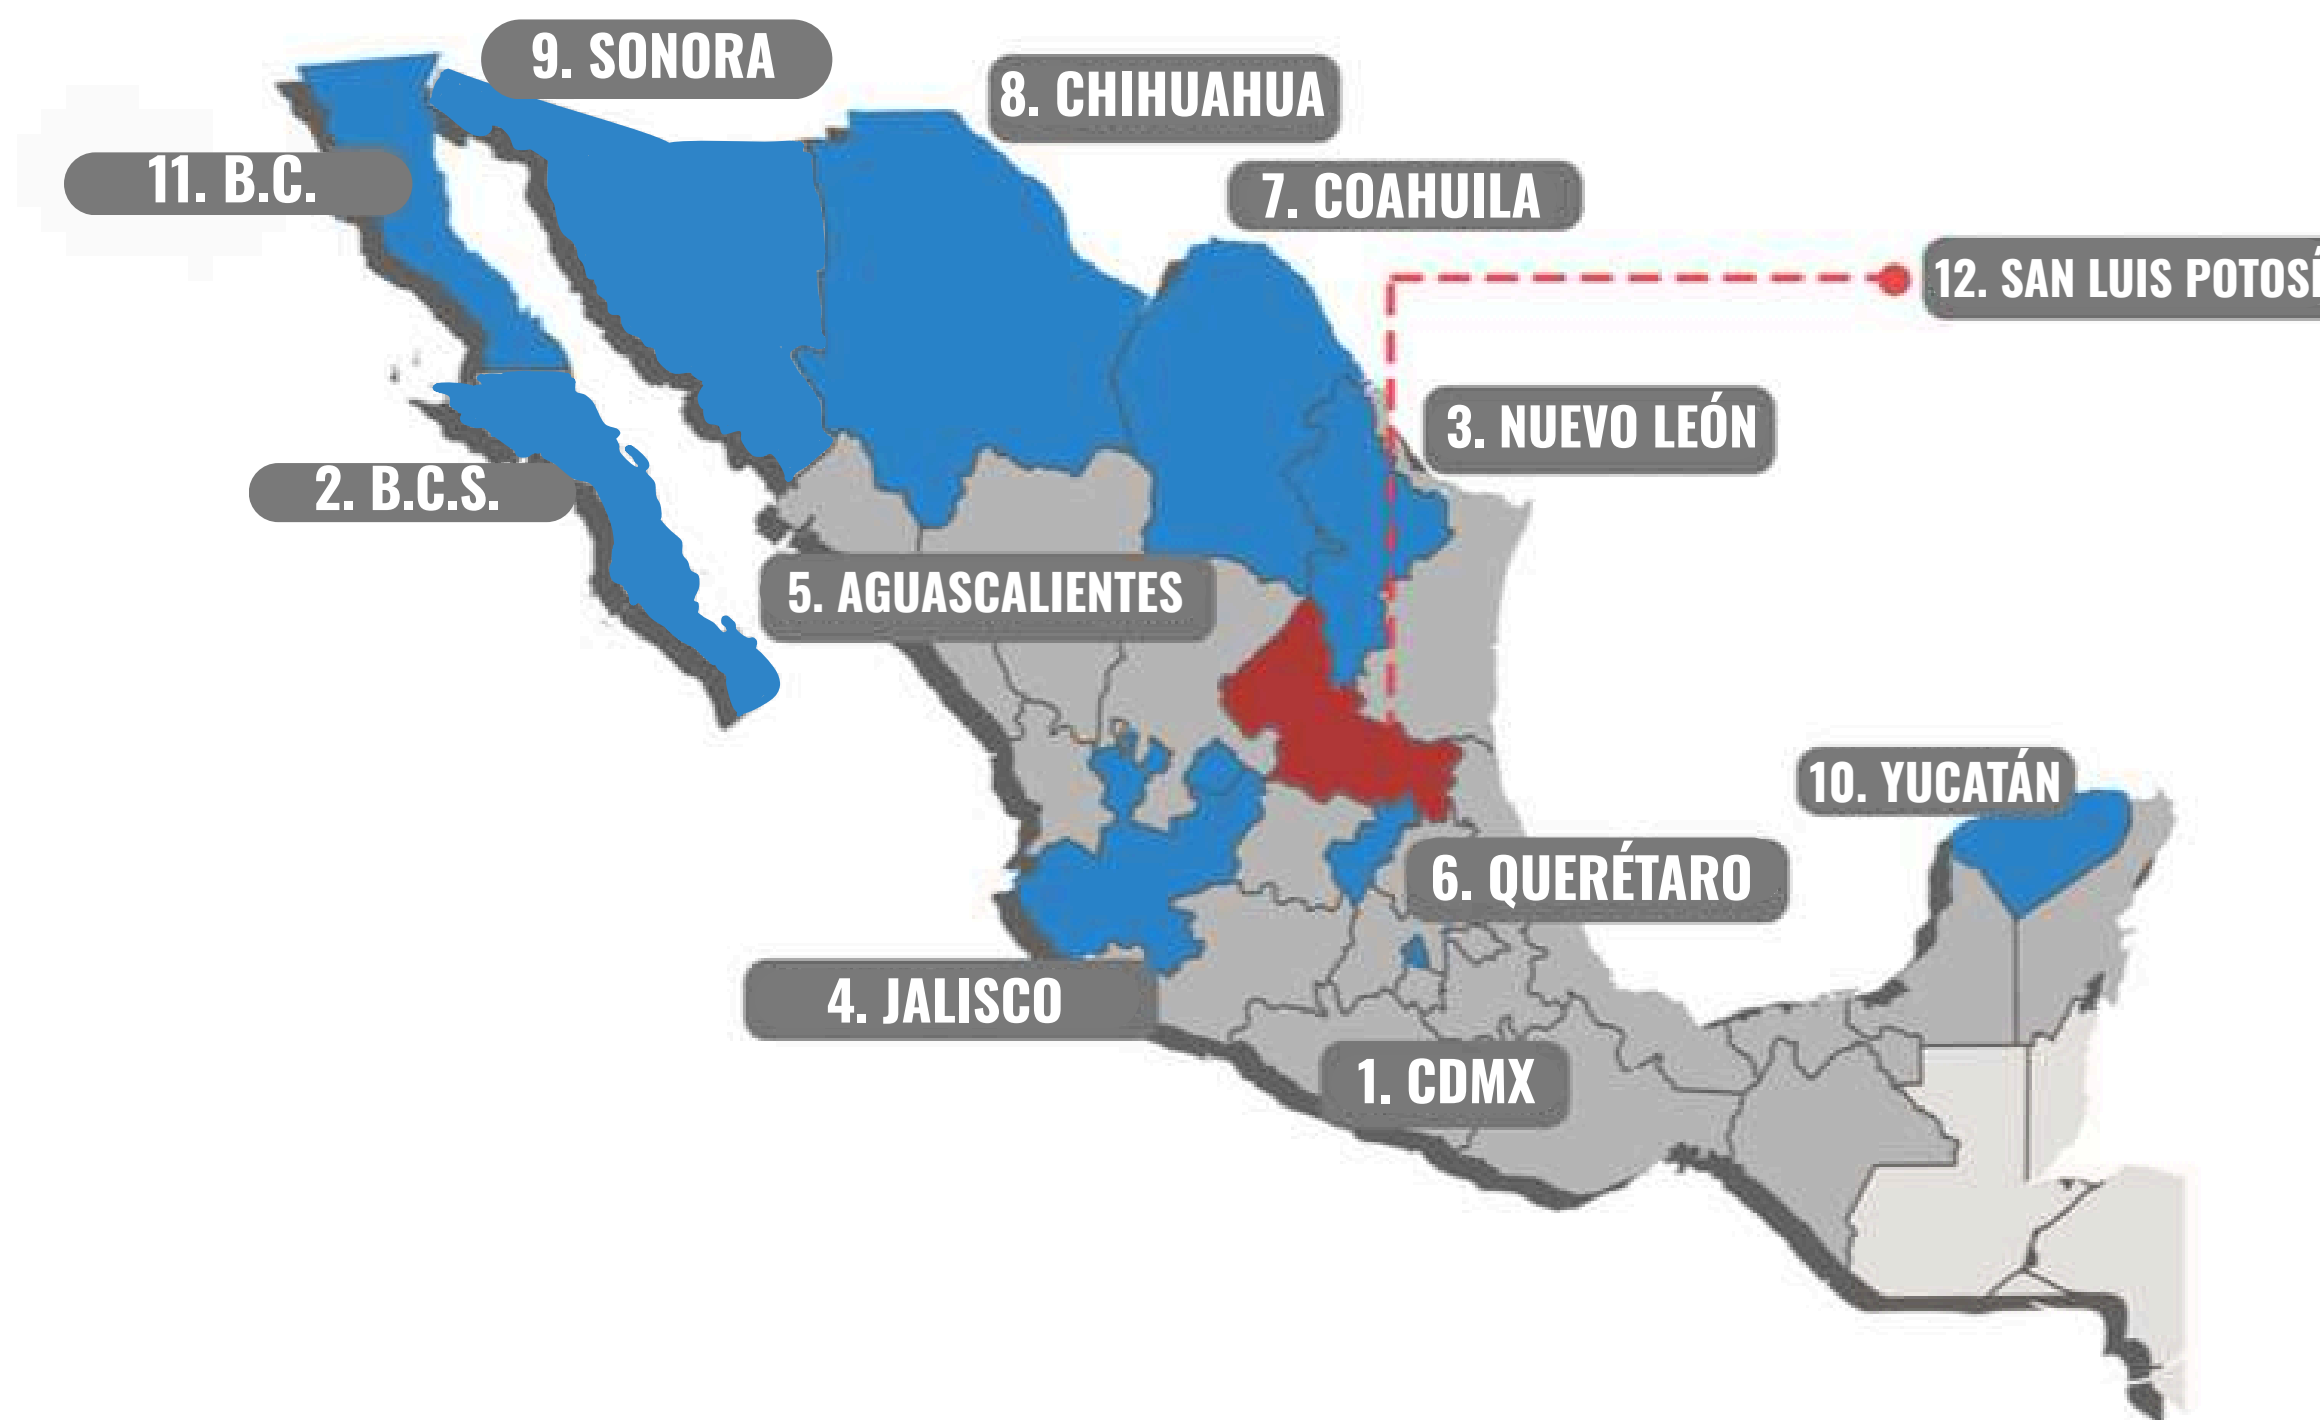 9. SONORA
8. CHIHUAHUA
11. B.C.
7. COAHUILA
12. SAN LUIS POTOSÍ
3. NUEVO LEÓN
2. B.C.S.
5. AGUASCALIENTES
10. YUCATÁN
6. QUERÉTARO
4. JALISCO
1. CDMX